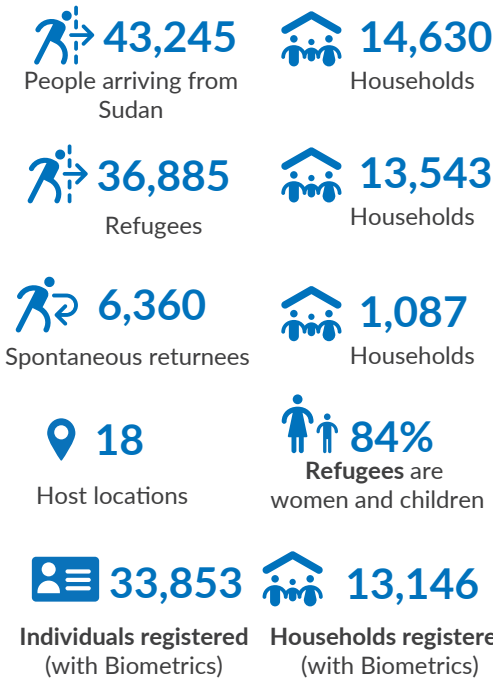 43,245
People arriving from
Sudan
14,630
Households
36,885
Refugees
13,543
Households
6,360
Spontaneous returnees
1,087
Households
18
Host locations
84%
Refugees are
women and children
33,853
Individuals registered
(with Biometrics)
13,146
Households registere
(with Biometrics)